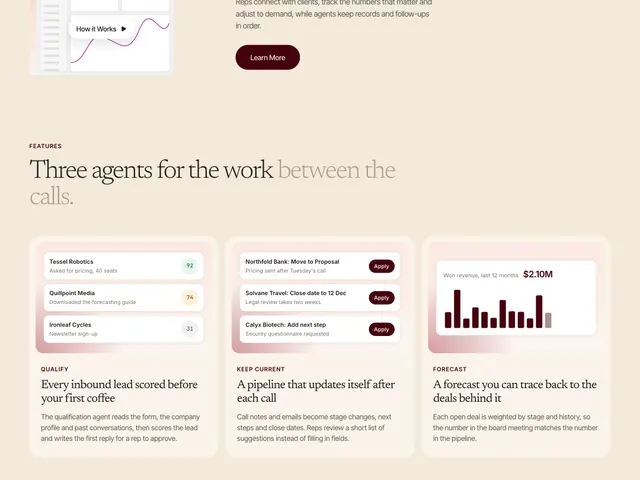 Reps connect with clients, track the numbers that matter and
adjust to demand, while agents keep records and follow-ups
in order.
How it Works
Learn More
FEATURES
Three agents for the work between the
calls.
Tessel Robotics
Asked for pricing, 40 seats
92
Quillpoint Media
Downloaded the forecasting guide
74
Ironleaf Cycles
Newsletter sign-up
31
QUALIFY
Every inbound lead scored before
your first coffee
The qualification agent reads the form, the company
profile and past conversations, then scores the lead
and writes the first reply for a rep to approve.
Northfold Bank: Move to Proposal
Pricing sent after Tuesday's call
Apply
Solvane Travel: Close date to 12 Dec
Legal review takes two weeks
Apply
Calyx Biotech: Add next step
Security questionnaire requested
Apply
KEEP CURRENT
A pipeline that updates itself after
each call
Call notes and emails become stage changes, next
steps and close dates. Reps review a short list of
suggestions instead of filling in fields.
Won revenue, last 12 months $2.10M
FORECAST
A forecast you can trace back to the
deals behind it
Each open deal is weighted by stage and history, so
the number in the board meeting matches the number
in the pipeline.